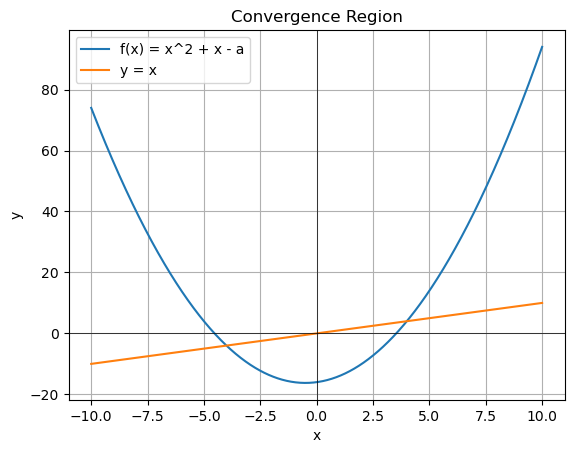 Convergence Region
f(x) = x^2 + x - a
y = x
80
60
40
20
0
−20
y
−10.0 −7.5 −5.0 −2.5 0.0 2.5 5.0 7.5 10.0
x